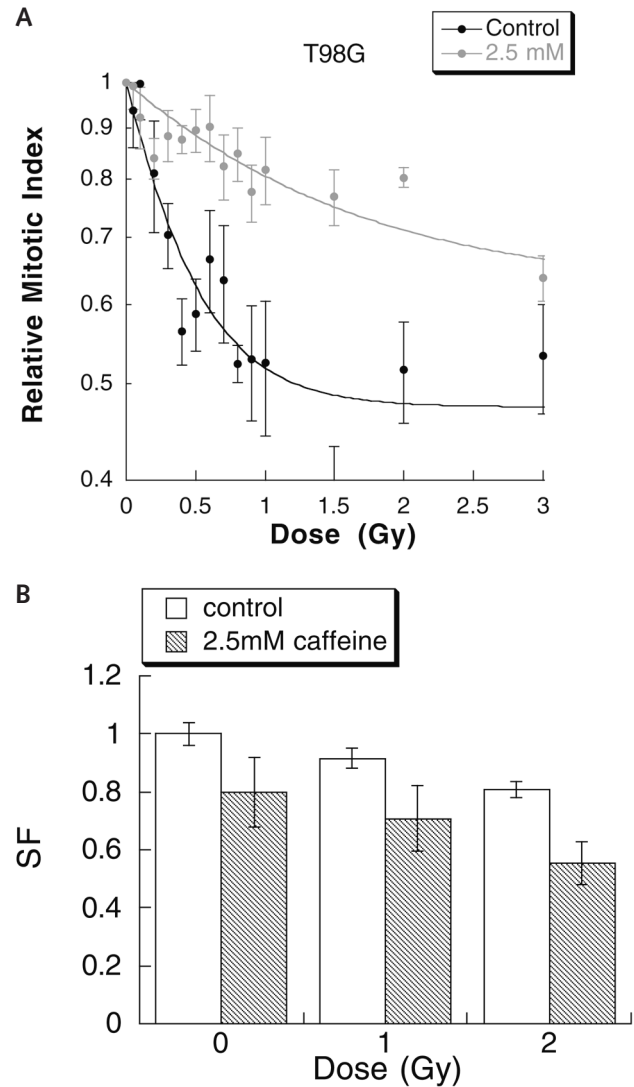 A
Control
2.5 mM
T98G
1
0.9
0.8
0.7
0.6
0.5
0.4
Relative Mitotic Index
0 0.5 1 1.5 2 2.5 3
Dose (Gy)
B
control
2.5mM caffeine
1.2
1
0.8
0.6
0.4
0.2
0
SF
0 1 2
Dose (Gy)